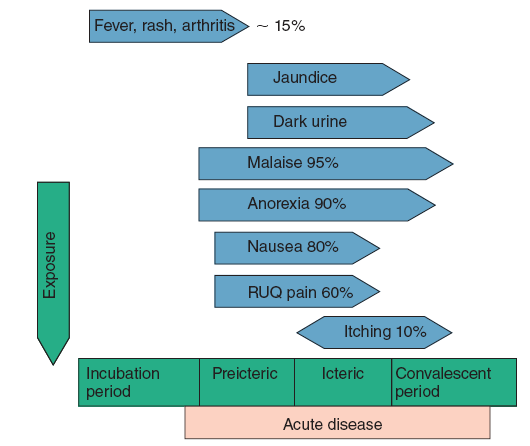 Fever, rash, arthritis ~ 15%
Jaundice
Dark urine
Malaise 95%
Anorexia 90%
Nausea 80%
RUQ pain 60%
Itching 10%
Exposure
Incubation period
Preicteric
Icteric
Convalescent period
Acute disease